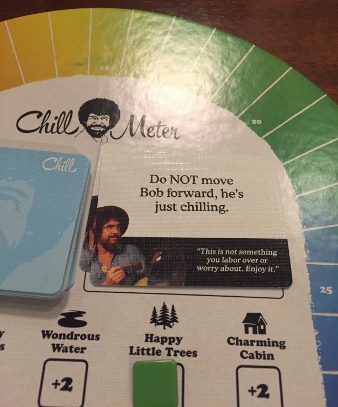 Chill Meter
20
Chill
Do NOT move
Bob forward, he's
just chilling.
"This is not something
you labor over or
worry about. Enjoy it."
25
Wondrous
Water
Happy
Little Trees
Charming
Cabin
+2
+2